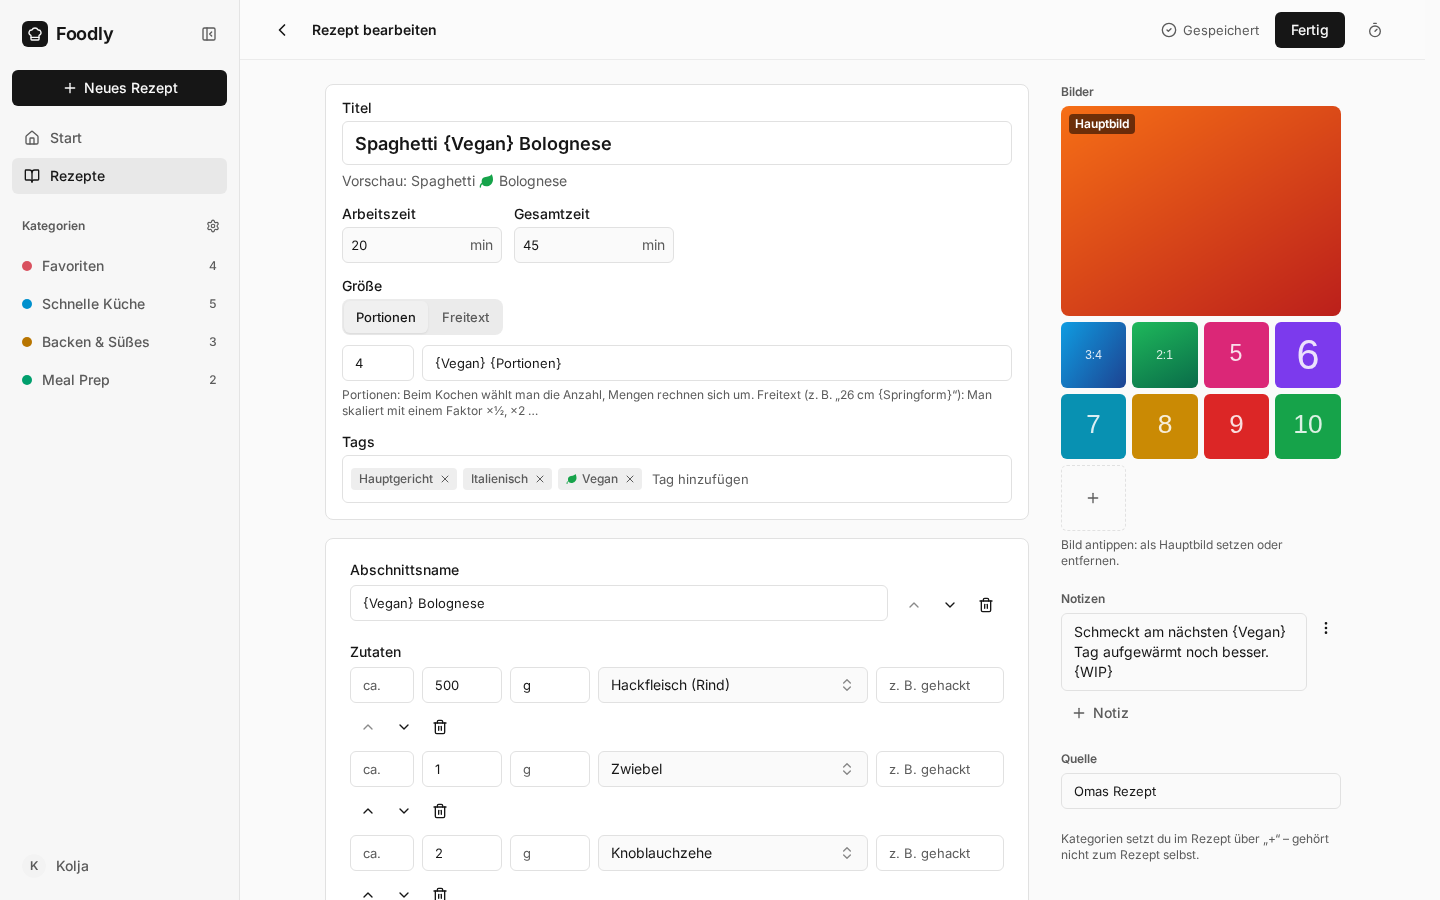 Foodly
Neues Rezept
Start
Rezepte
Kategorien
Favoriten 4
Schnelle Küche 5
Backen & Süßes 3
Meal Prep 2
K Kolja
Rezept bearbeiten
Gespeichert
Fertig
Titel
Spaghetti {Vegan} Bolognese
Vorschau: Spaghetti Bolognese
Arbeitszeit Gesamtzeit
20 min 45 min
Größe
Portionen Freitext
4 {Vegan} {Portionen}
Portionen: Beim Kochen wählt man die Anzahl, Mengen rechnen sich um. Freitext (z. B. „26 cm {Springform}“): Man
skaliert mit einem Faktor ×½, ×2 …
Tags
Hauptgericht Italienisch Vegan Tag hinzufügen
Abschnittsname
{Vegan} Bolognese
Zutaten
ca. 500 g Hackfleisch (Rind) z. B. gehackt
ca. 1 g Zwiebel z. B. gehackt
ca. 2 g Knoblauchzehe z. B. gehackt
Bilder
Hauptbild
3:4 2:1 5 6
7 8 9 10
Bild antippen: als Hauptbild setzen oder
entfernen.
Notizen
Schmeckt am nächsten {Vegan}
Tag aufgewärmt noch besser.
{WIP}
Notiz
Quelle
Omas Rezept
Kategorien setzt du im Rezept über „+“ – gehört
nicht zum Rezept selbst.